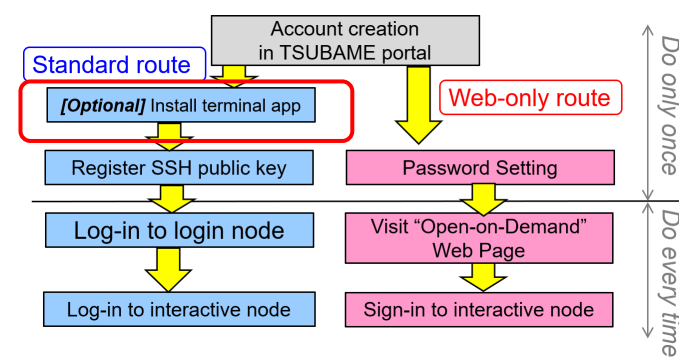 Account creation
in TSUBAME portal
Standard route
[Optional] Install terminal app
Web-only route
Register SSH public key
Password Setting
Do only once
Log-in to login node
Visit “Open-on-Demand”
Web Page
Log-in to interactive node
Sign-in to interactive node
Do every time